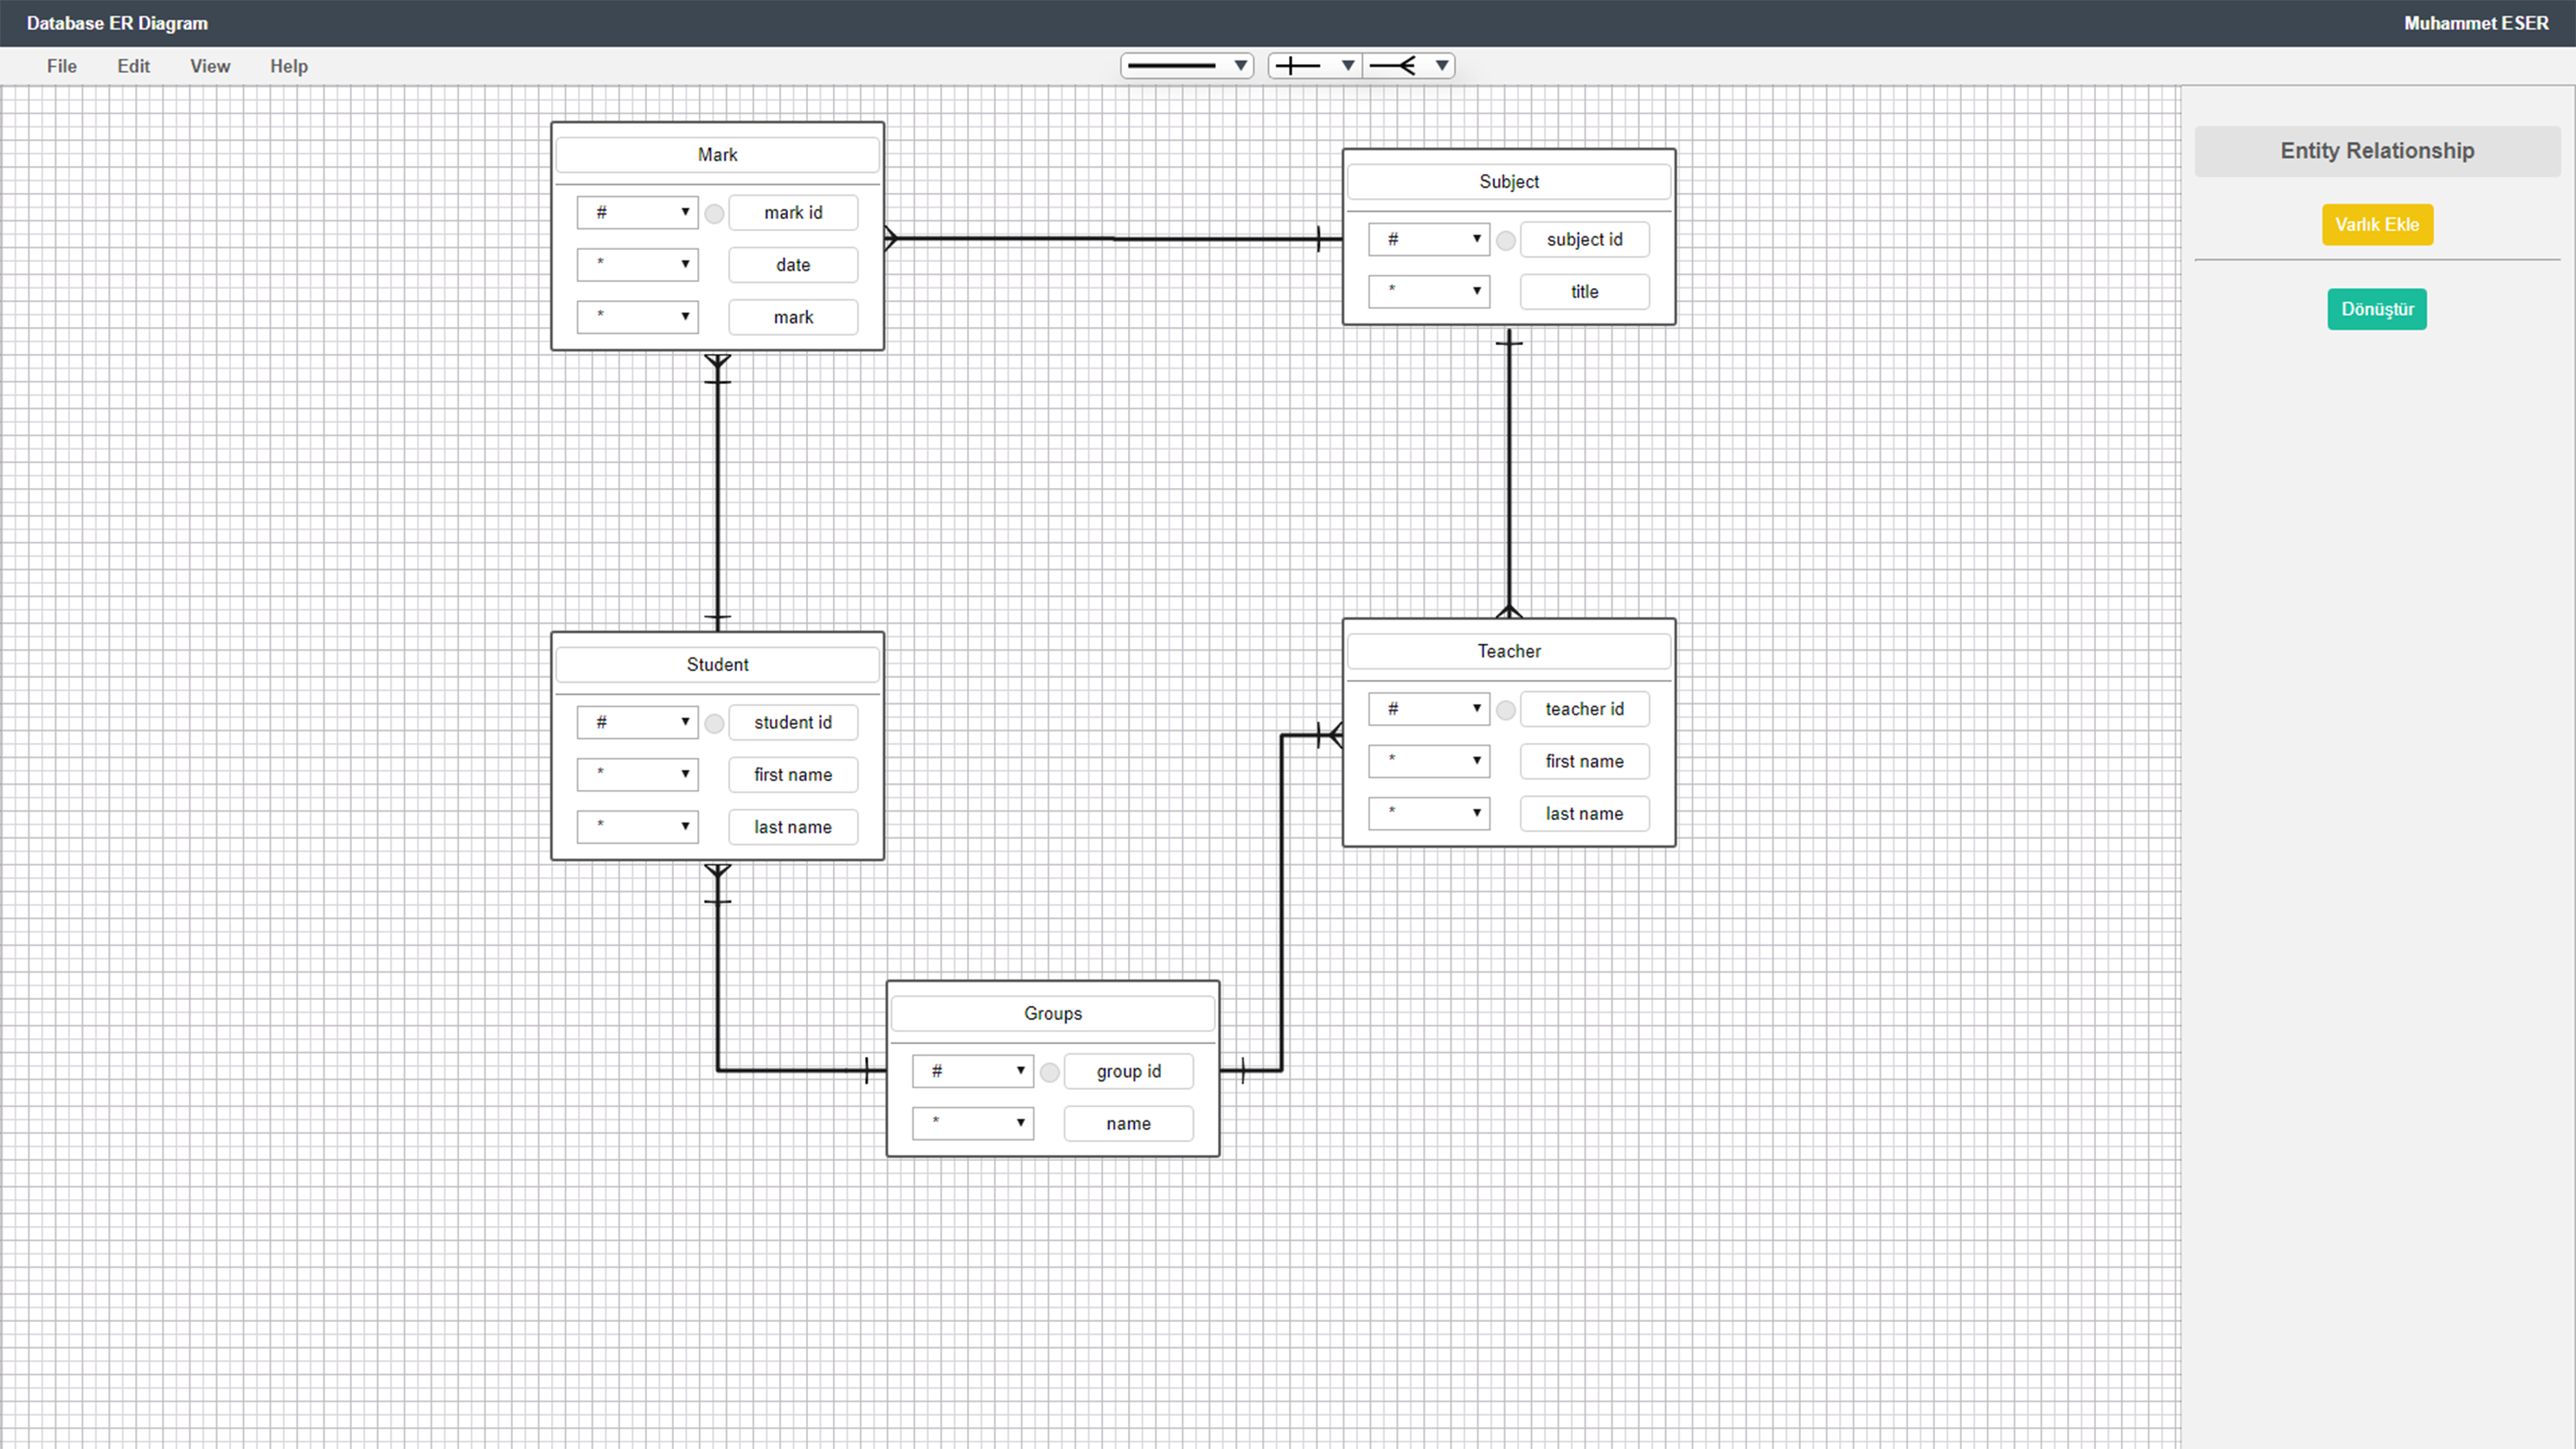 Database ER Diagram
Muhammet ESER
File Edit View Help
Entity Relationship
Varlık Ekle
Dönüştür
Mark
# mark id
* date
* mark
Subject
# subject id
* title
Student
# student id
* first name
* last name
Teacher
# teacher id
* first name
* last name
Groups
# group id
* name